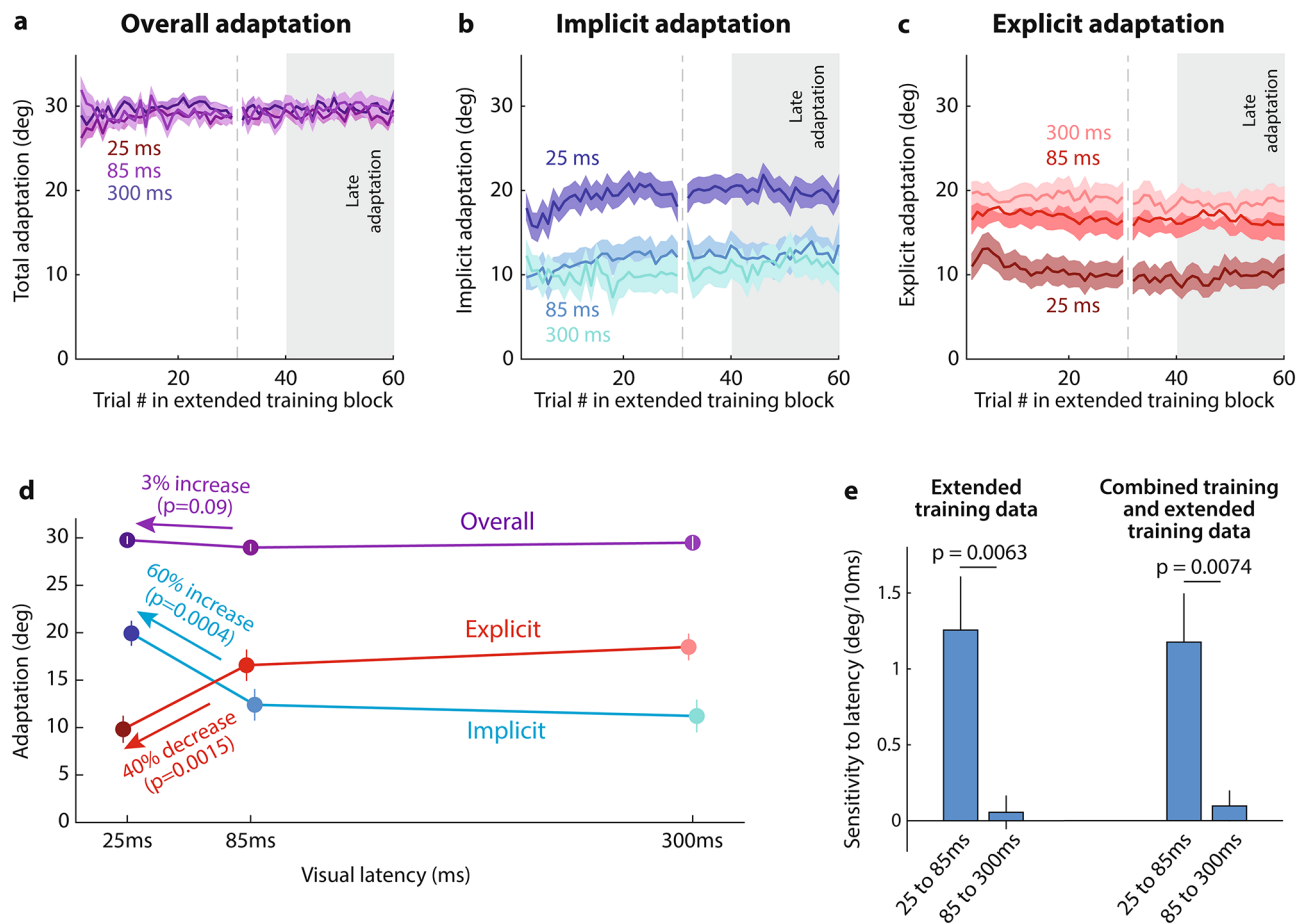 a
Overall adaptation
Total adaptation (deg)
30
20
10
0
25 ms
85 ms
300 ms
Late
adaptation
20
40
60
Trial # in extended training block
b
Implicit adaptation
Implicit adaptation (deg)
30
20
10
0
25 ms
85 ms
300 ms
Late
adaptation
20
40
60
Trial # in extended training block
c
Explicit adaptation
Explicit adaptation (deg)
30
20
10
0
300 ms
85 ms
25 ms
Late
adaptation
20
40
60
Trial # in extended training block
d
Adaptation (deg)
30
25
20
15
10
5
0
3% increase
(p=0.09)
Overall
60% increase
(p=0.0004)
Explicit
Implicit
40% decrease
(p=0.0015)
25ms
85ms
300ms
Visual latency (ms)
e
Extended
training data
Combined training
and extended
training data
Sensitivity to latency (deg/10ms)
1.5
1
0.5
0
p = 0.0063
p = 0.0074
25 to 85ms
85 to 300ms
25 to 85ms
85 to 300ms